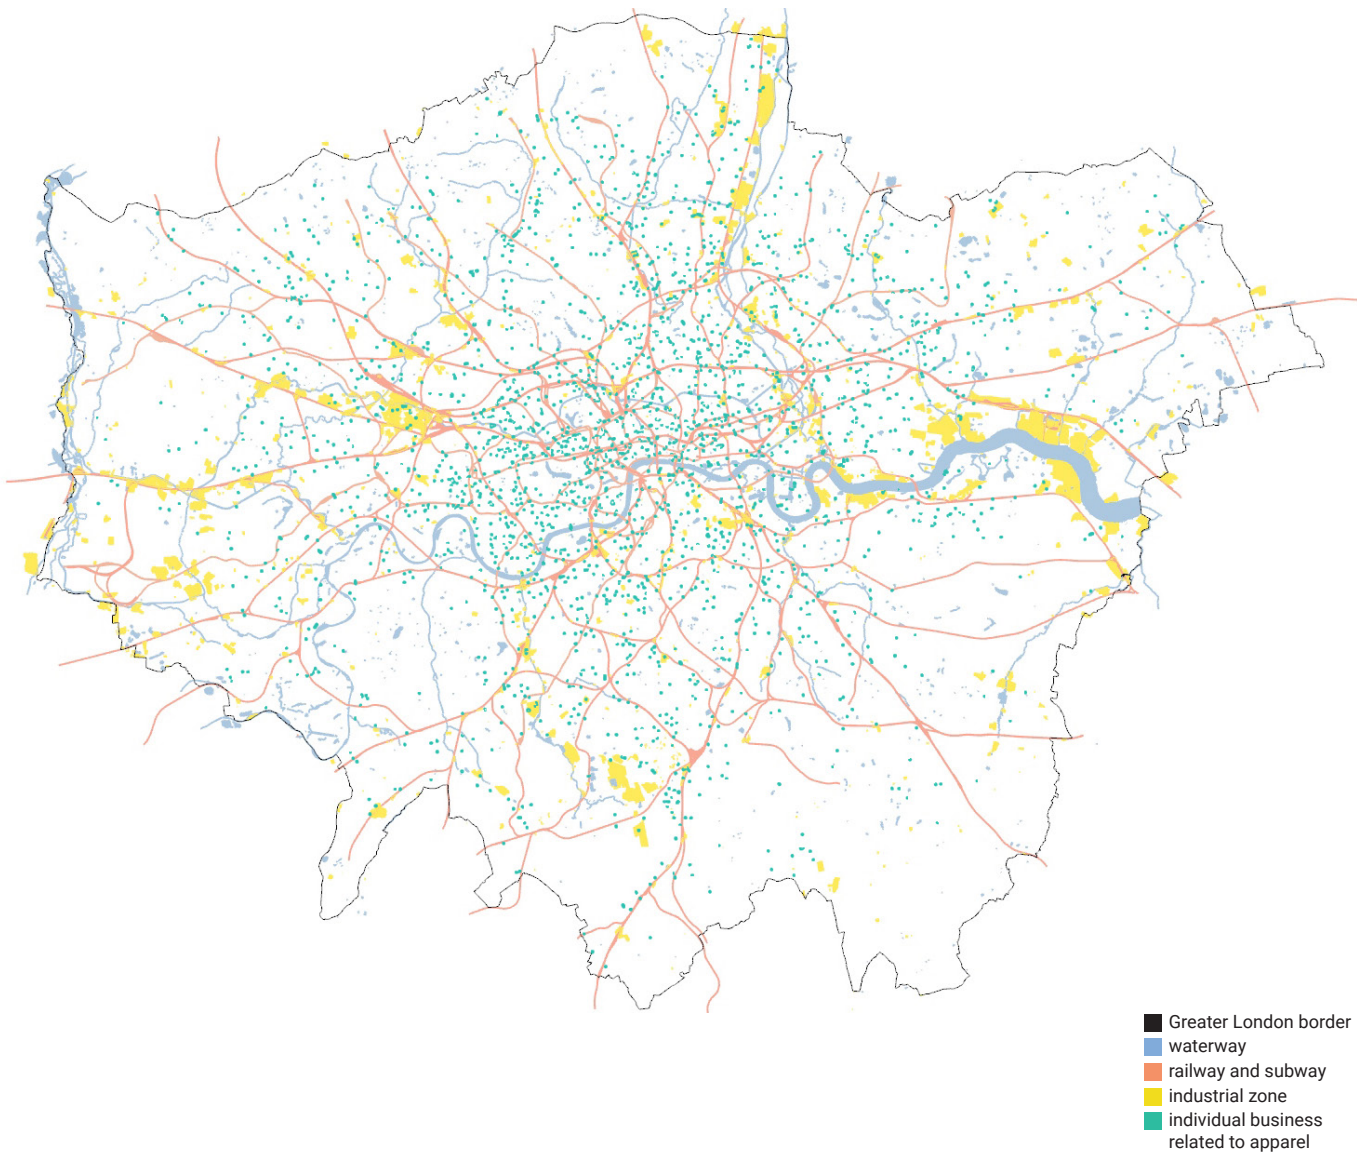 Greater London border
waterway
railway and subway
industrial zone
individual business
related to apparel